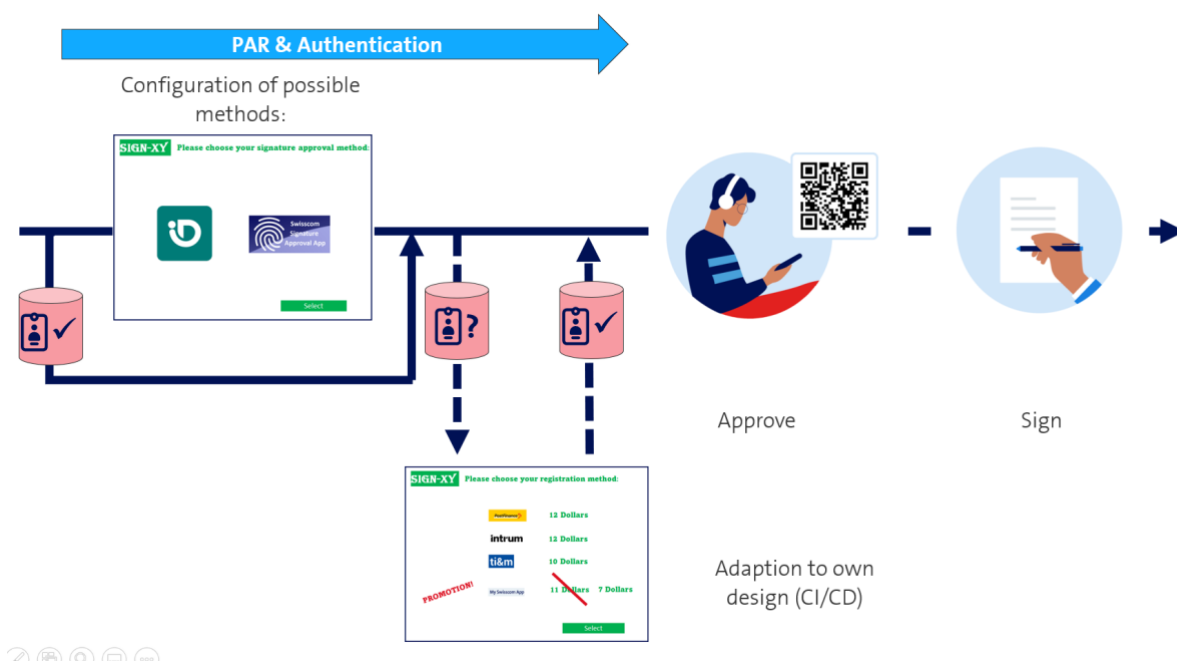 PAR & Authentication
Configuration of possible
methods:
SIGN-XY Please choose your signature approval method:
iD
Swisscom
Signature
Approval App
Select
?
Approve
Sign
SIGN-XY Please choose your registration method:
PostFinance 12 Dollars
intrum 12 Dollars
ti&m 10 Dollars
PROMOTION! My Swisscom App 11 Dollars 7 Dollars
Select
Adaption to own
design (CI/CD)